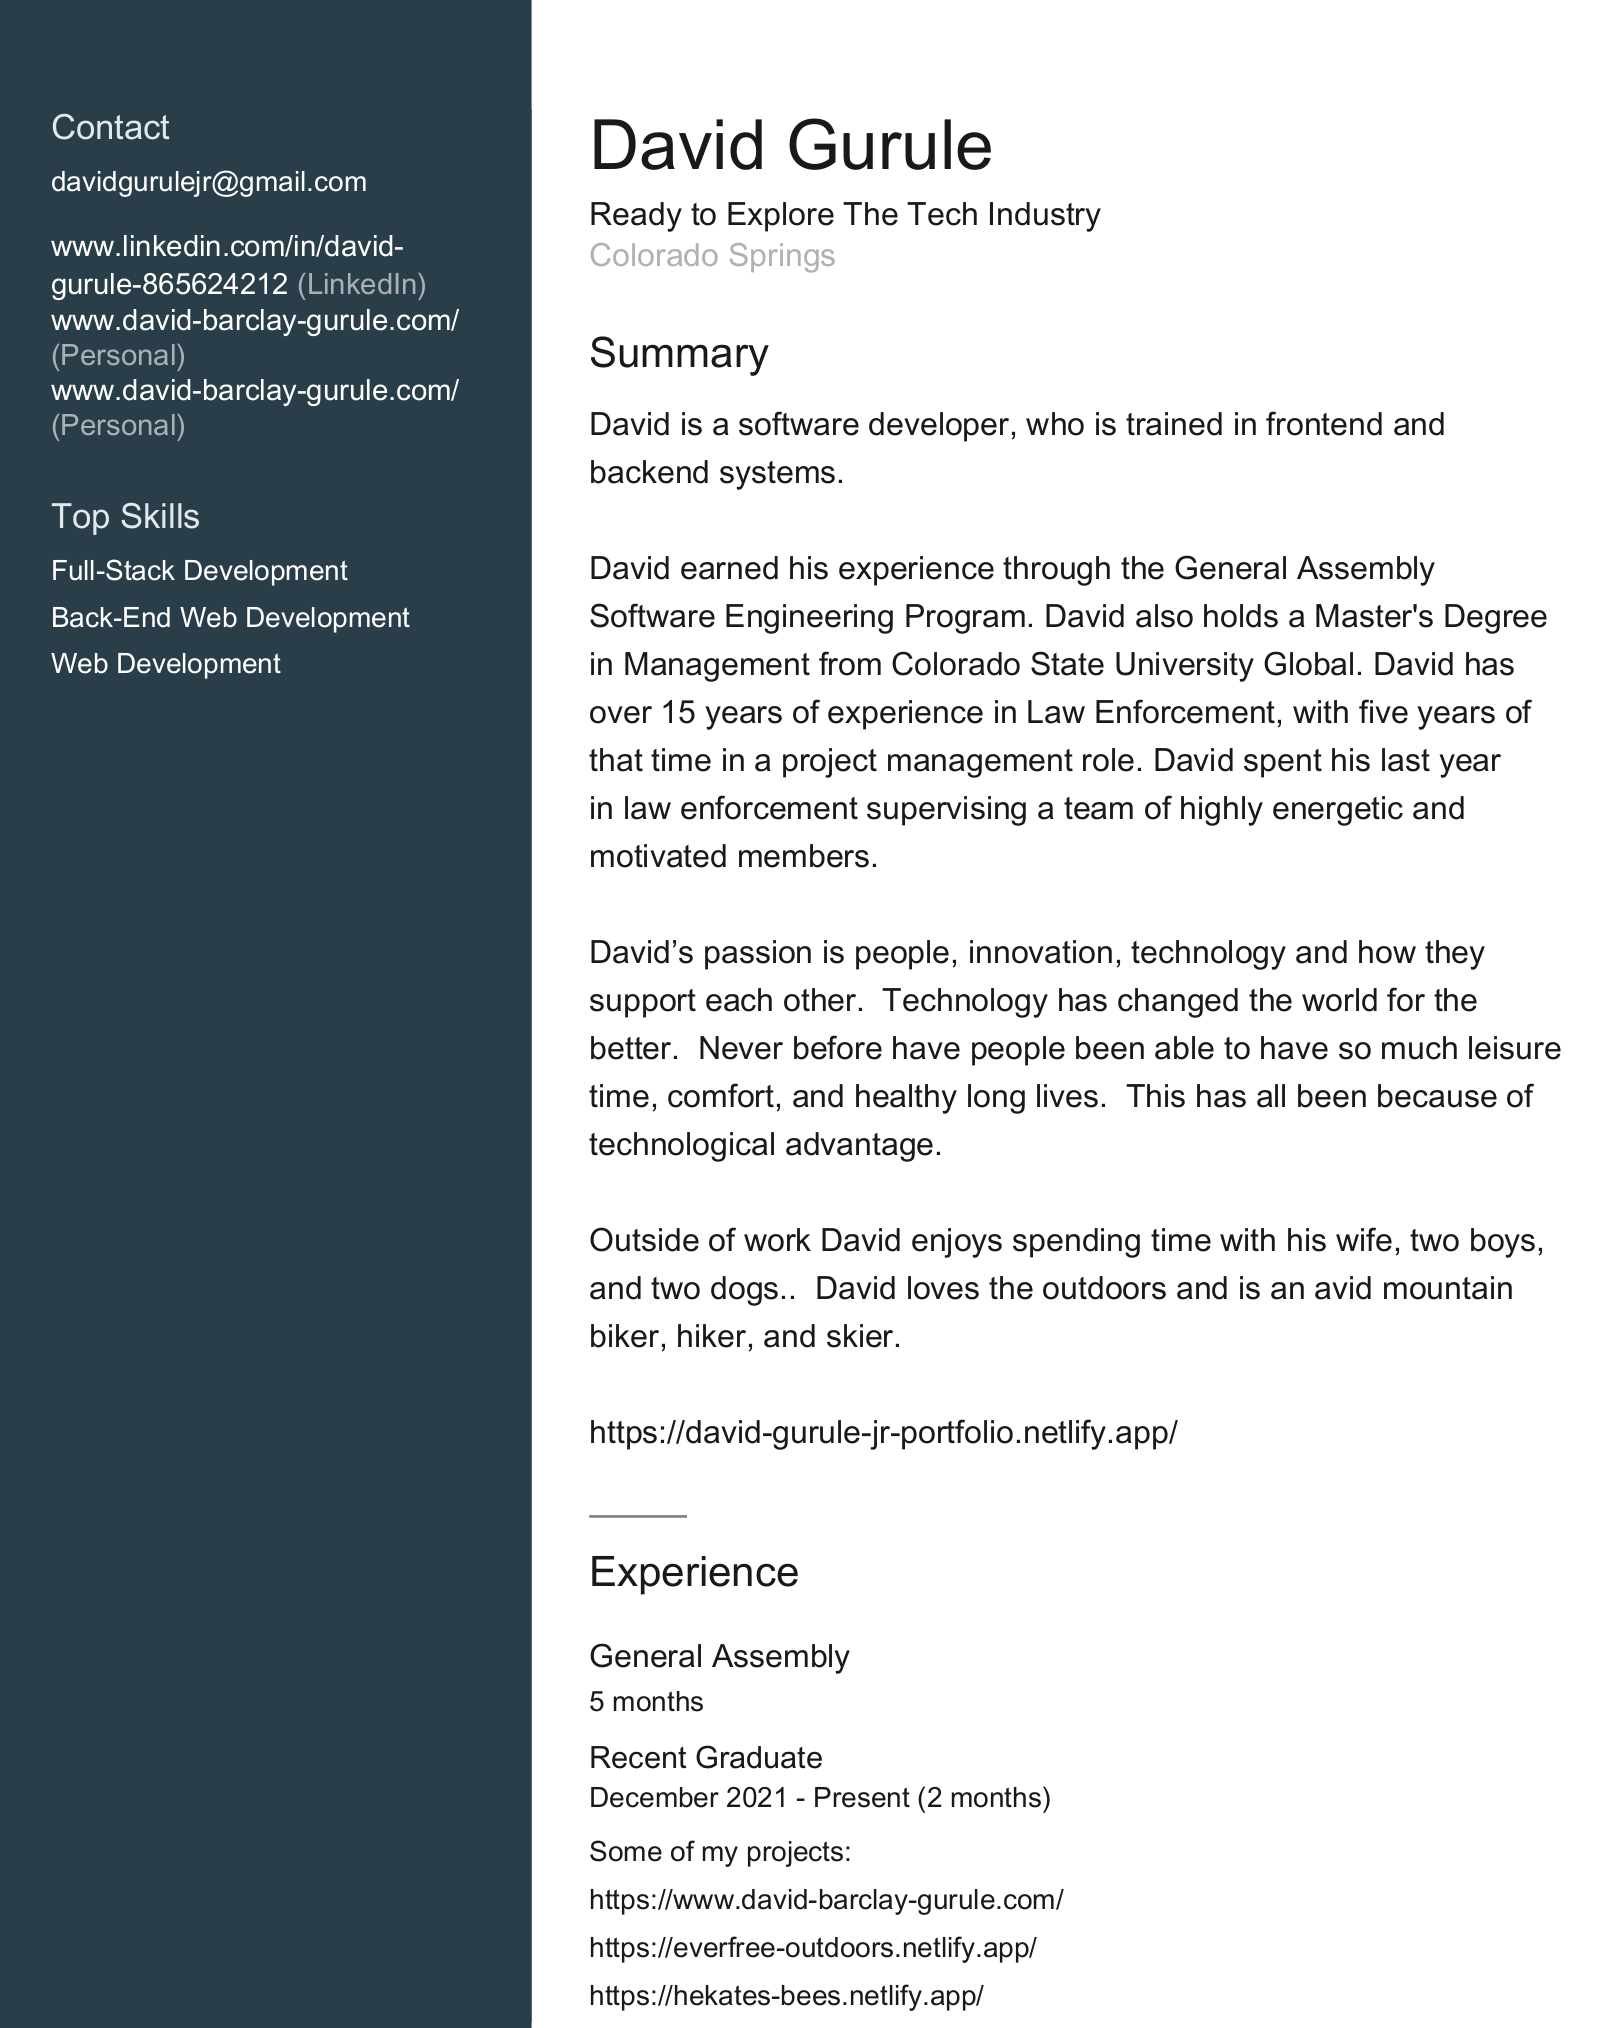 Contact
davidgurulejr@gmail.com
www.linkedin.com/in/david-
gurule-865624212 (LinkedIn)
www.david-barclay-gurule.com/
(Personal)
www.david-barclay-gurule.com/
(Personal)
Top Skills
Full-Stack Development
Back-End Web Development
Web Development
David Gurule
Ready to Explore The Tech Industry
Colorado Springs
Summary
David is a software developer, who is trained in frontend and
backend systems.
David earned his experience through the General Assembly
Software Engineering Program. David also holds a Master's Degree
in Management from Colorado State University Global. David has
over 15 years of experience in Law Enforcement, with five years of
that time in a project management role. David spent his last year
in law enforcement supervising a team of highly energetic and
motivated members.
David’s passion is people, innovation, technology and how they
support each other.  Technology has changed the world for the
better.  Never before have people been able to have so much leisure
time, comfort, and healthy long lives.  This has all been because of
technological advantage.
Outside of work David enjoys spending time with his wife, two boys,
and two dogs..  David loves the outdoors and is an avid mountain
biker, hiker, and skier.
https://david-gurule-jr-portfolio.netlify.app/
Experience
General Assembly
5 months
Recent Graduate
December 2021 - Present (2 months)
Some of my projects:
https://www.david-barclay-gurule.com/
https://everfree-outdoors.netlify.app/
https://hekates-bees.netlify.app/